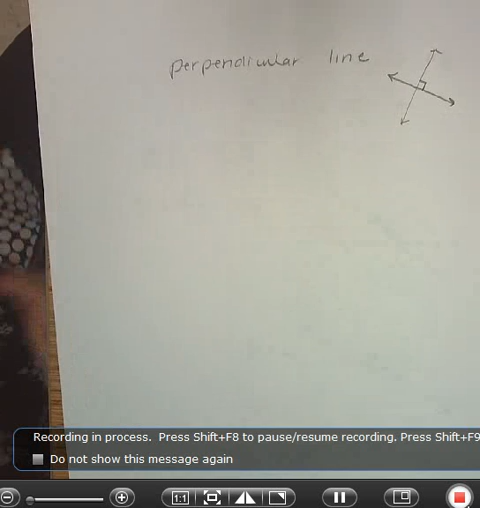 perpendicular line
Recording in process. Press Shift+F8 to pause/resume recording. Press Shift+F9
Do not show this message again
1:1